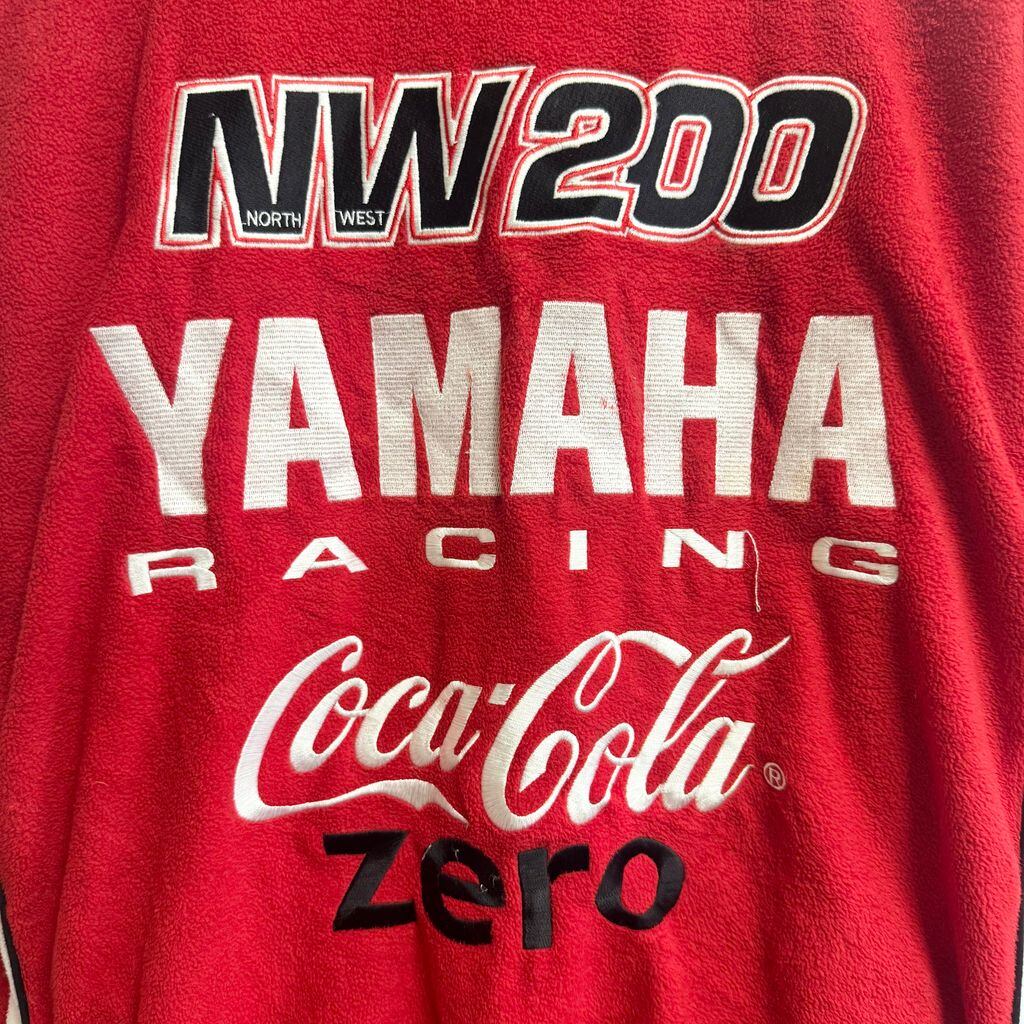 NW200
NORTH WEST
YAMAHA
RACING
Coca-Cola®
zero